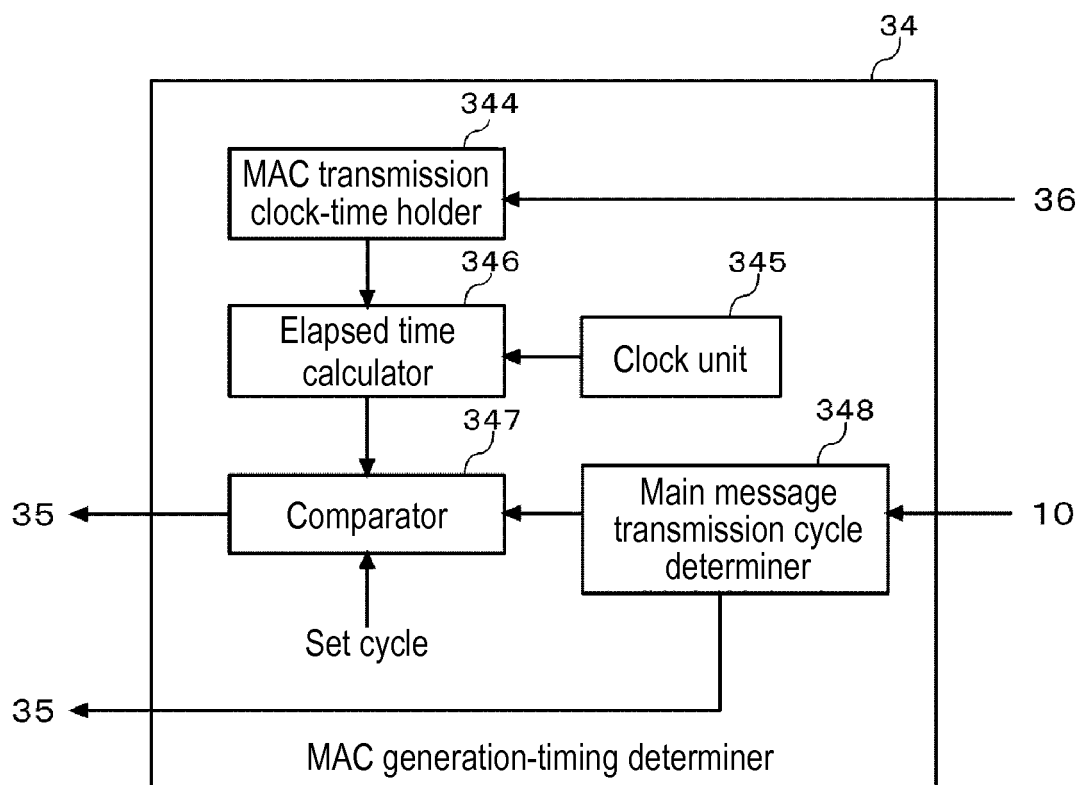 34
344
MAC transmission
clock-time holder
36
346
345
Elapsed time
calculator
Clock unit
347
348
35
Comparator
Main message
transmission cycle
determiner
10
Set cycle
35
MAC generation-timing determiner